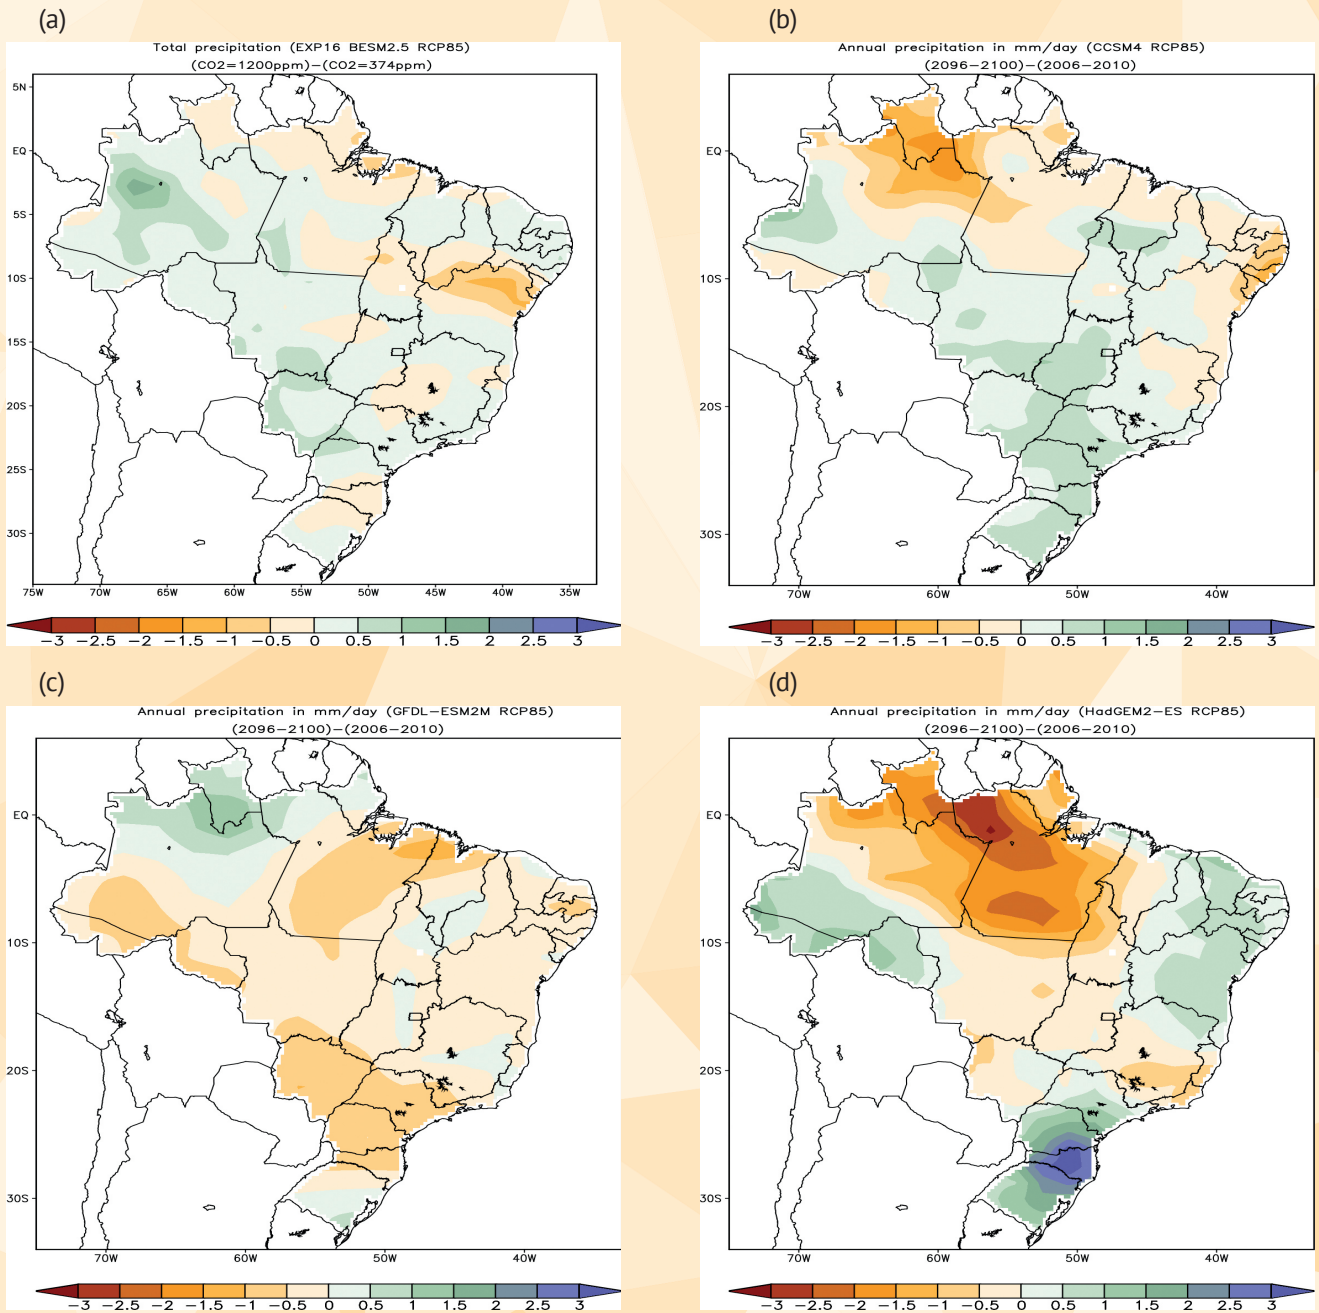 (a)
Total precipitation (EXP16 BESM2.5 RCP85)
(CO2=1200ppm)−(CO2=374ppm)
5N
EQ
5S
10S
15S
20S
25S
30S
75W 70W 65W 60W 55W 50W 45W 40W 35W
−3 −2.5 −2 −1.5 −1 −0.5 0 0.5 1 1.5 2 2.5 3
(b)
Annual precipitation in mm/day (CCSM4 RCP85)
(2096−2100)−(2006−2010)
EQ
10S
20S
30S
70W 60W 50W 40W
−3 −2.5 −2 −1.5 −1 −0.5 0 0.5 1 1.5 2 2.5 3
(c)
Annual precipitation in mm/day (GFDL−ESM2M RCP85)
(2096−2100)−(2006−2010)
EQ
10S
20S
30S
70W 60W 50W 40W
−3 −2.5 −2 −1.5 −1 −0.5 0 0.5 1 1.5 2 2.5 3
(d)
Annual precipitation in mm/day (HadGEM2−ES RCP85)
(2096−2100)−(2006−2010)
EQ
10S
20S
30S
70W 60W 50W 40W
−3 −2.5 −2 −1.5 −1 −0.5 0 0.5 1 1.5 2 2.5 3